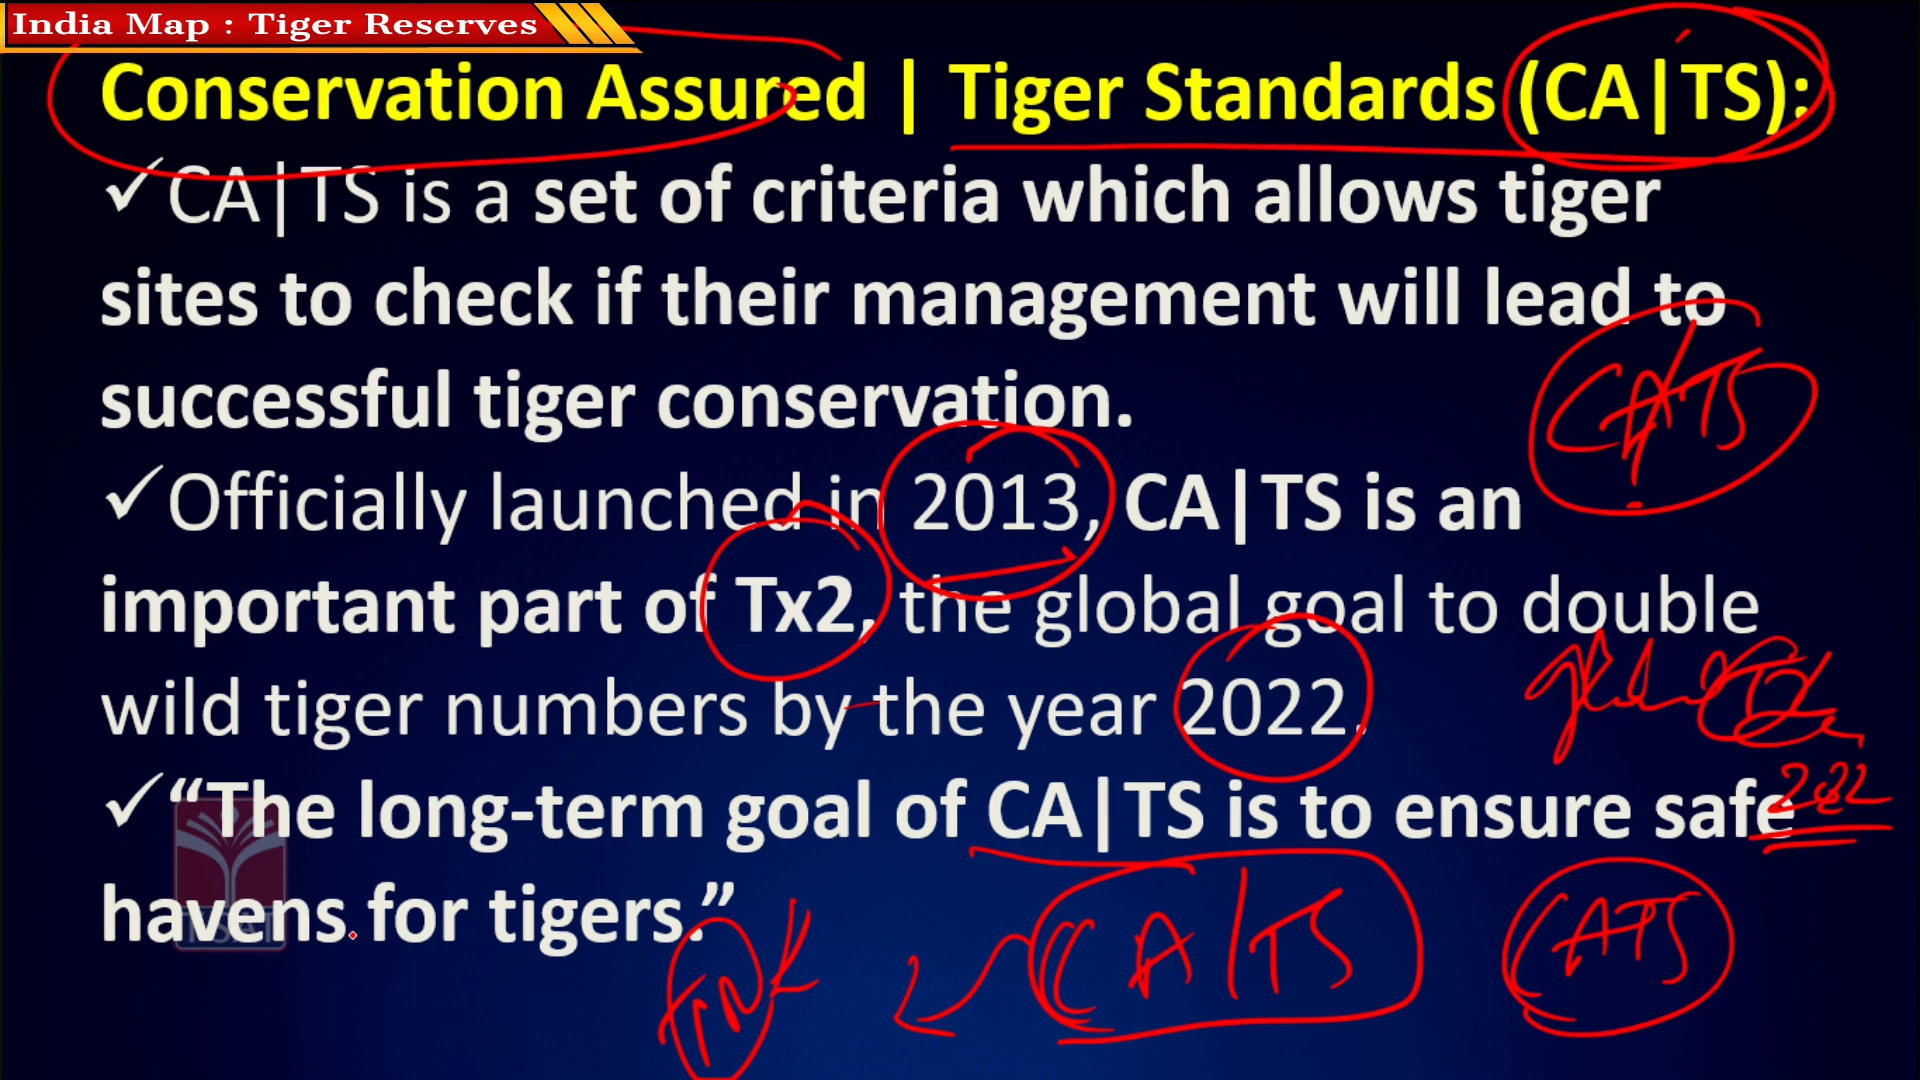 India Map : Tiger Reserves
Conservation Assured | Tiger Standards (CA|TS):
✓CA|TS is a set of criteria which allows tiger
sites to check if their management will lead to
successful tiger conservation.
CATS
✓Officially launched in 2013, CA|TS is an
important part of Tx2, the global goal to double
wild tiger numbers by the year 2022.
2022
✓“The long-term goal of CA|TS is to ensure safe
havens for tigers.”
CA|TS
CATS